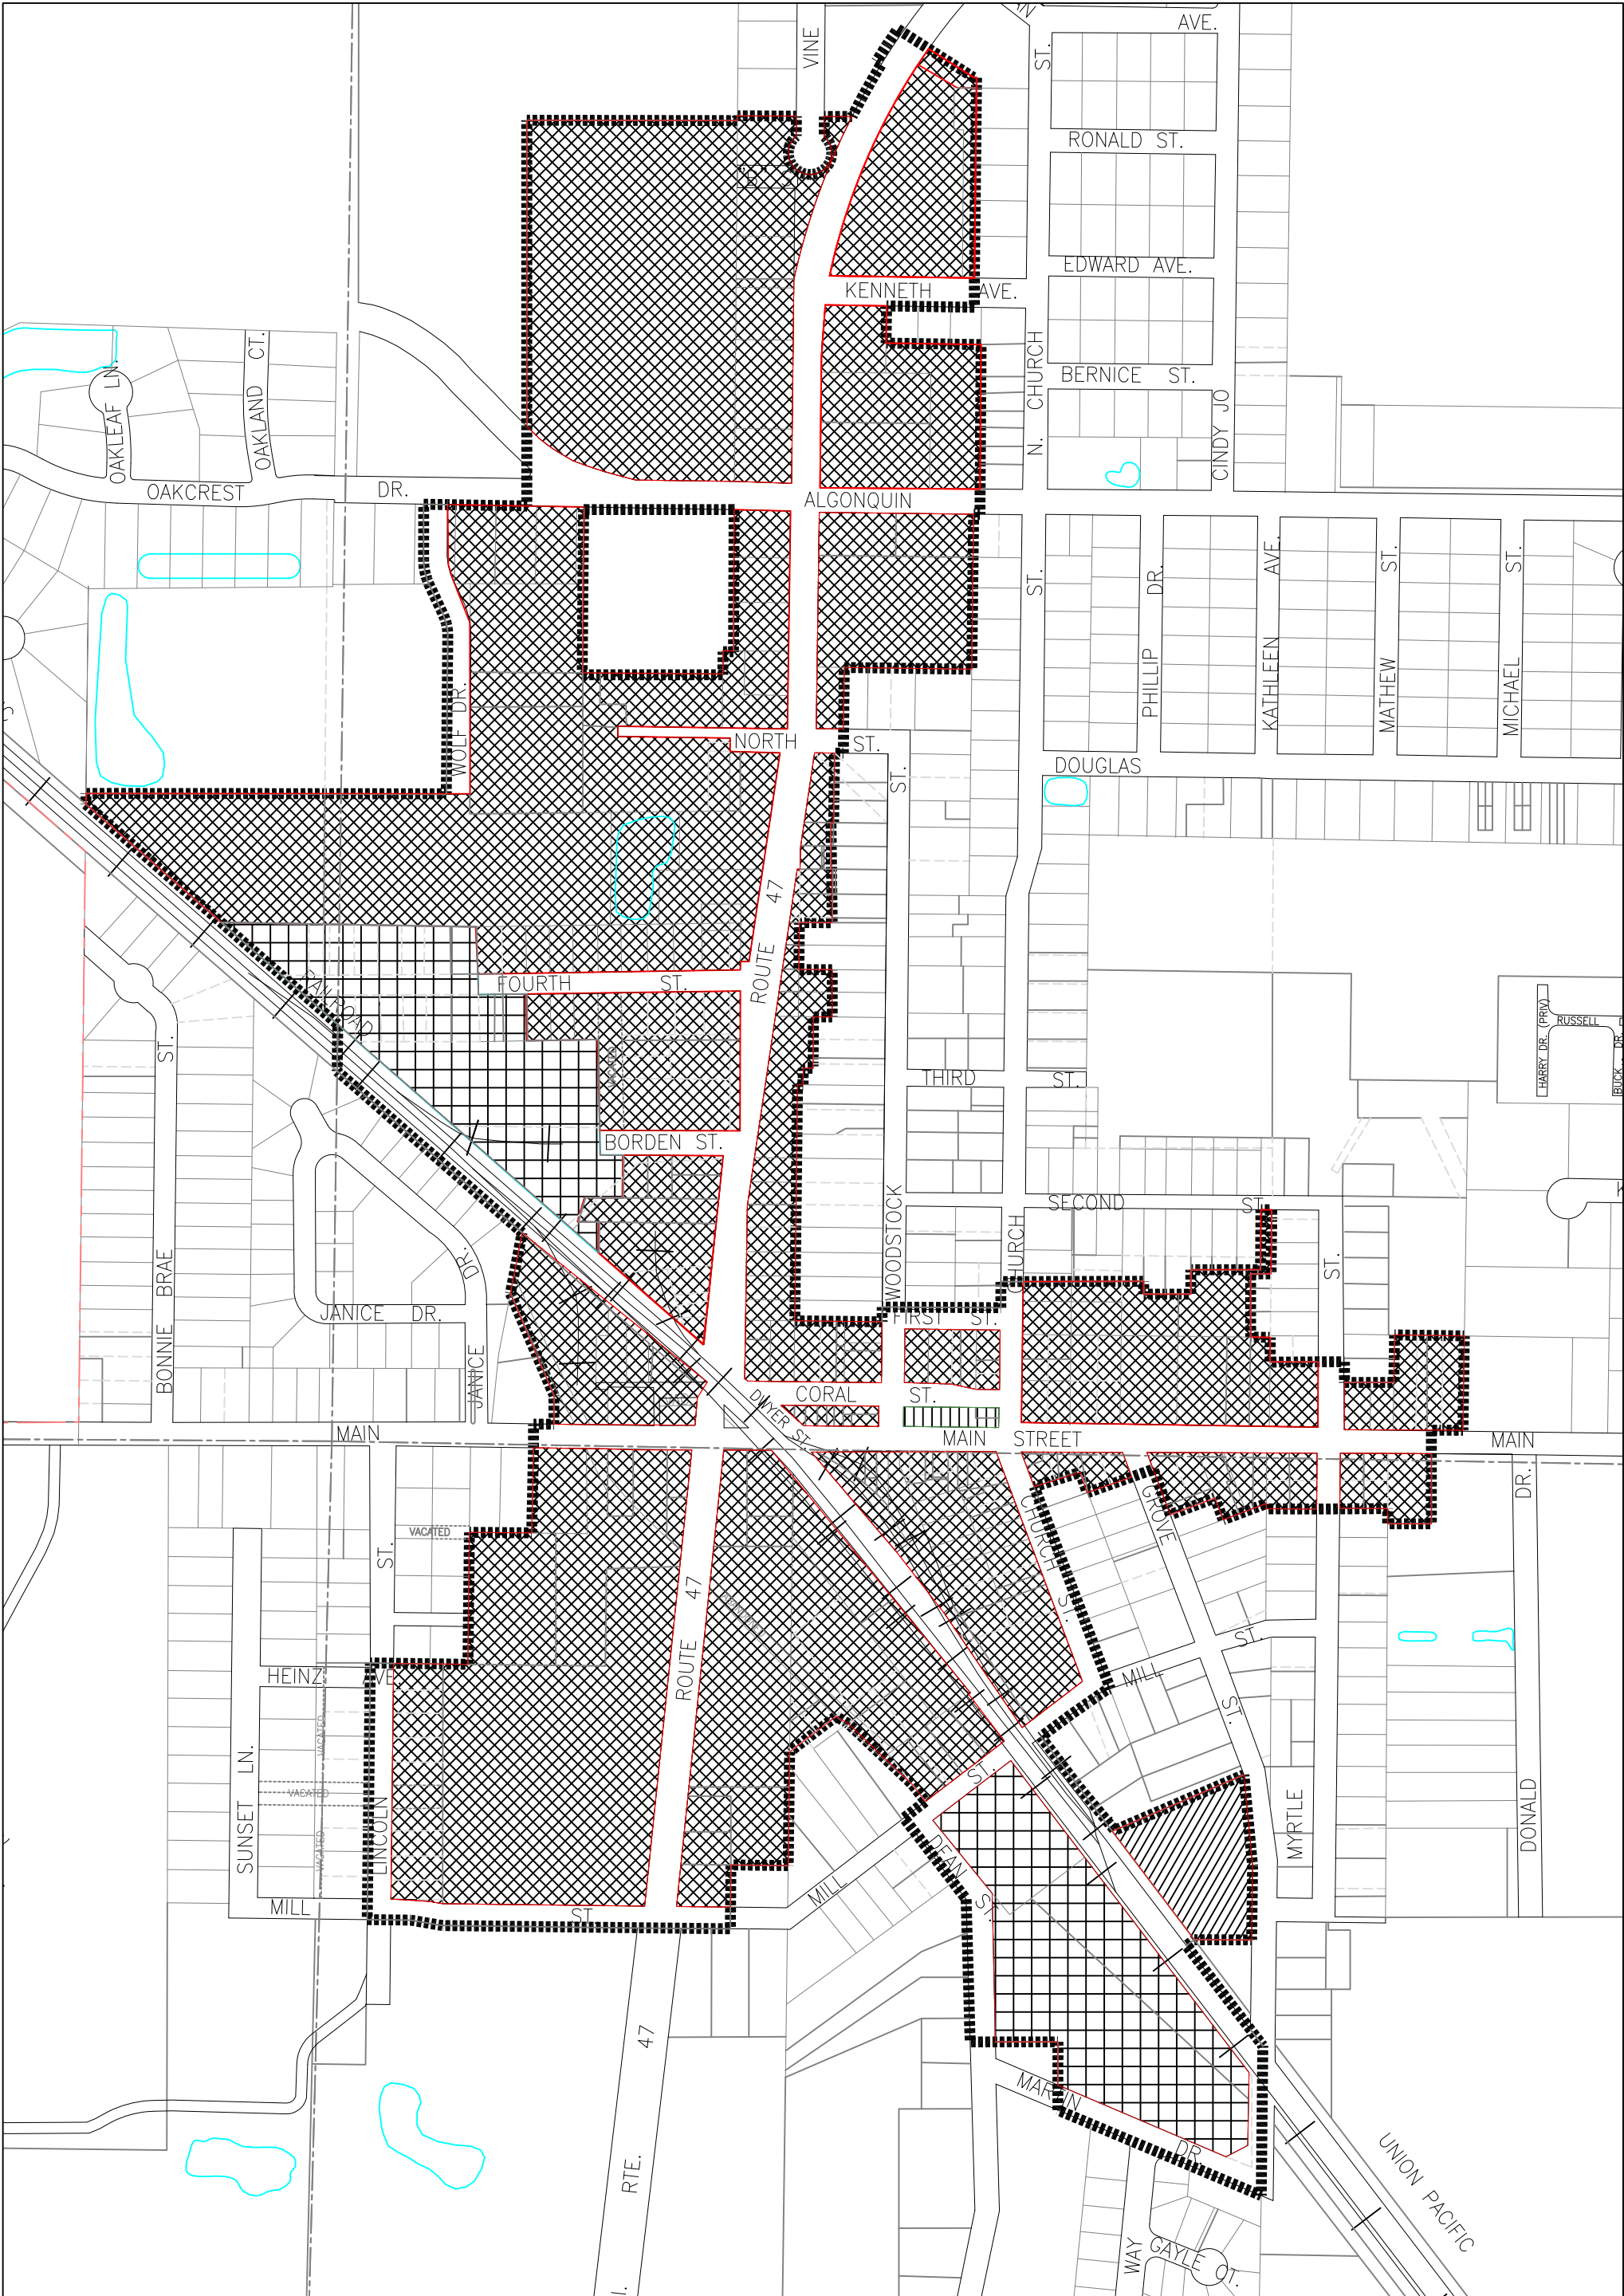 AVE.
VINE
ST.
RONALD ST.
"B"
EDWARD AVE.
KENNETH AVE.
N. CHURCH
BERNICE ST.
CINDY JO
OAKLEAF LN.
OAKLAND CT.
OAKCREST DR.
ALGONQUIN
ST.
PHILLIP DR.
KATHLEEN AVE.
MATHEW ST.
MICHAEL ST.
WOLF DR.
NORTH ST.
DOUGLAS
ST.
ROUTE 47
FOURTH ST.
RAILROAD
HARRY DR. (PRIV)
RUSSELL
BUCK DR.
BONNIE BRAE ST.
THIRD ST.
VACATED
BORDEN ST.
WOODSTOCK
CHURCH
SECOND ST.
ST.
JANICE DR.
DR.
JANICE
FIRST ST.
CORAL ST.
DWYER ST.
MAIN
MAIN STREET
MAIN
DR.
VACATED
ST.
CHURCH ST.
GROVE
ST.
ROUTE 47
HEINZ AVE.
MILL
ST.
SUNSET LN.
VACATED
VACATED
VACATED
LINCOLN
ST.
MYRTLE
DONALD
MILL ST
MILL
DEAN ST.
47
RTE.
MARTIN DR.
UNION PACIFIC
WAY
GAYLE CT.